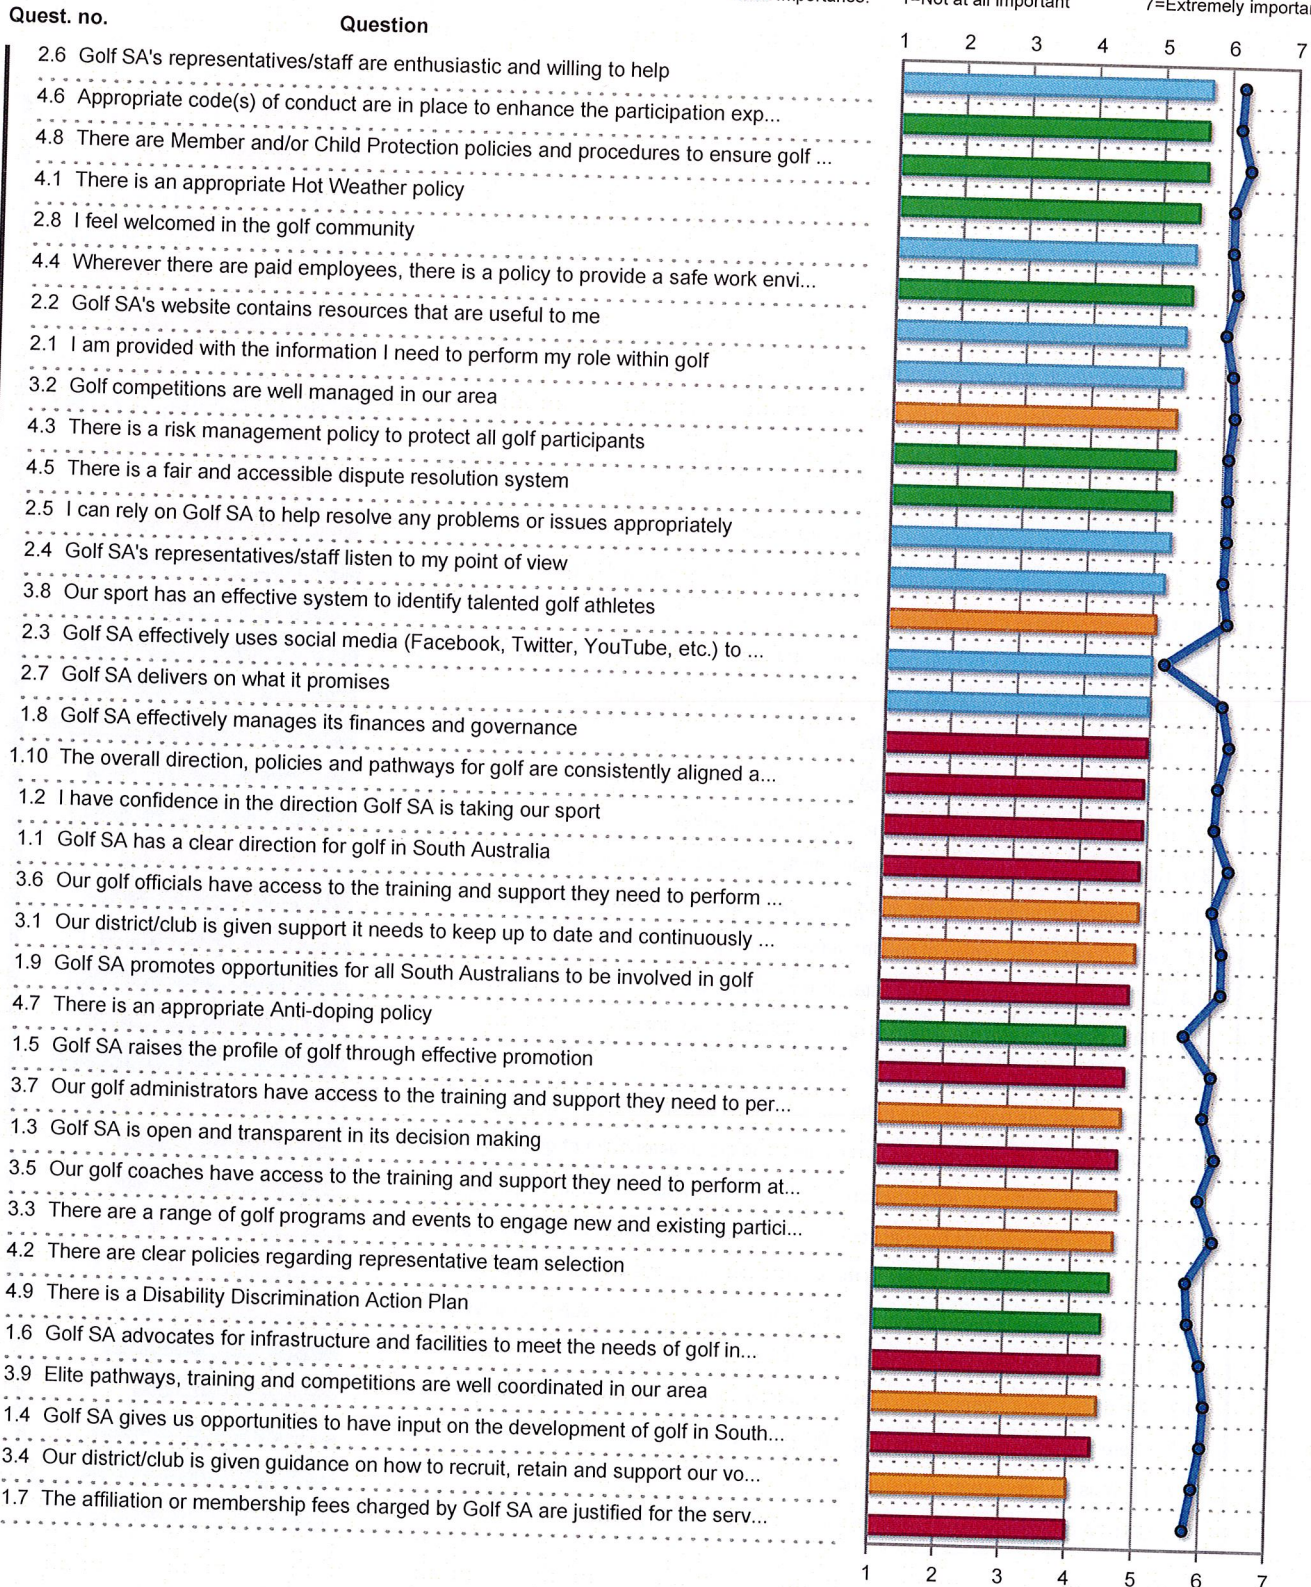 1=Not at all important 7=Extremely importa
Quest. no. Question
1 2 3 4 5 6 7
2.6 Golf SA's representatives/staff are enthusiastic and willing to help
4.6 Appropriate code(s) of conduct are in place to enhance the participation exp...
4.8 There are Member and/or Child Protection policies and procedures to ensure golf ...
4.1 There is an appropriate Hot Weather policy
2.8 I feel welcomed in the golf community
4.4 Wherever there are paid employees, there is a policy to provide a safe work envi...
2.2 Golf SA's website contains resources that are useful to me
2.1 I am provided with the information I need to perform my role within golf
3.2 Golf competitions are well managed in our area
4.3 There is a risk management policy to protect all golf participants
4.5 There is a fair and accessible dispute resolution system
2.5 I can rely on Golf SA to help resolve any problems or issues appropriately
2.4 Golf SA's representatives/staff listen to my point of view
3.8 Our sport has an effective system to identify talented golf athletes
2.3 Golf SA effectively uses social media (Facebook, Twitter, YouTube, etc.) to ...
2.7 Golf SA delivers on what it promises
1.8 Golf SA effectively manages its finances and governance
1.10 The overall direction, policies and pathways for golf are consistently aligned a...
1.2 I have confidence in the direction Golf SA is taking our sport
1.1 Golf SA has a clear direction for golf in South Australia
3.6 Our golf officials have access to the training and support they need to perform ...
3.1 Our district/club is given support it needs to keep up to date and continuously ...
1.9 Golf SA promotes opportunities for all South Australians to be involved in golf
4.7 There is an appropriate Anti-doping policy
1.5 Golf SA raises the profile of golf through effective promotion
3.7 Our golf administrators have access to the training and support they need to per...
1.3 Golf SA is open and transparent in its decision making
3.5 Our golf coaches have access to the training and support they need to perform at...
3.3 There are a range of golf programs and events to engage new and existing partici...
4.2 There are clear policies regarding representative team selection
4.9 There is a Disability Discrimination Action Plan
1.6 Golf SA advocates for infrastructure and facilities to meet the needs of golf in...
3.9 Elite pathways, training and competitions are well coordinated in our area
1.4 Golf SA gives us opportunities to have input on the development of golf in South...
3.4 Our district/club is given guidance on how to recruit, retain and support our vo...
1.7 The affiliation or membership fees charged by Golf SA are justified for the serv...
1 2 3 4 5 6 7